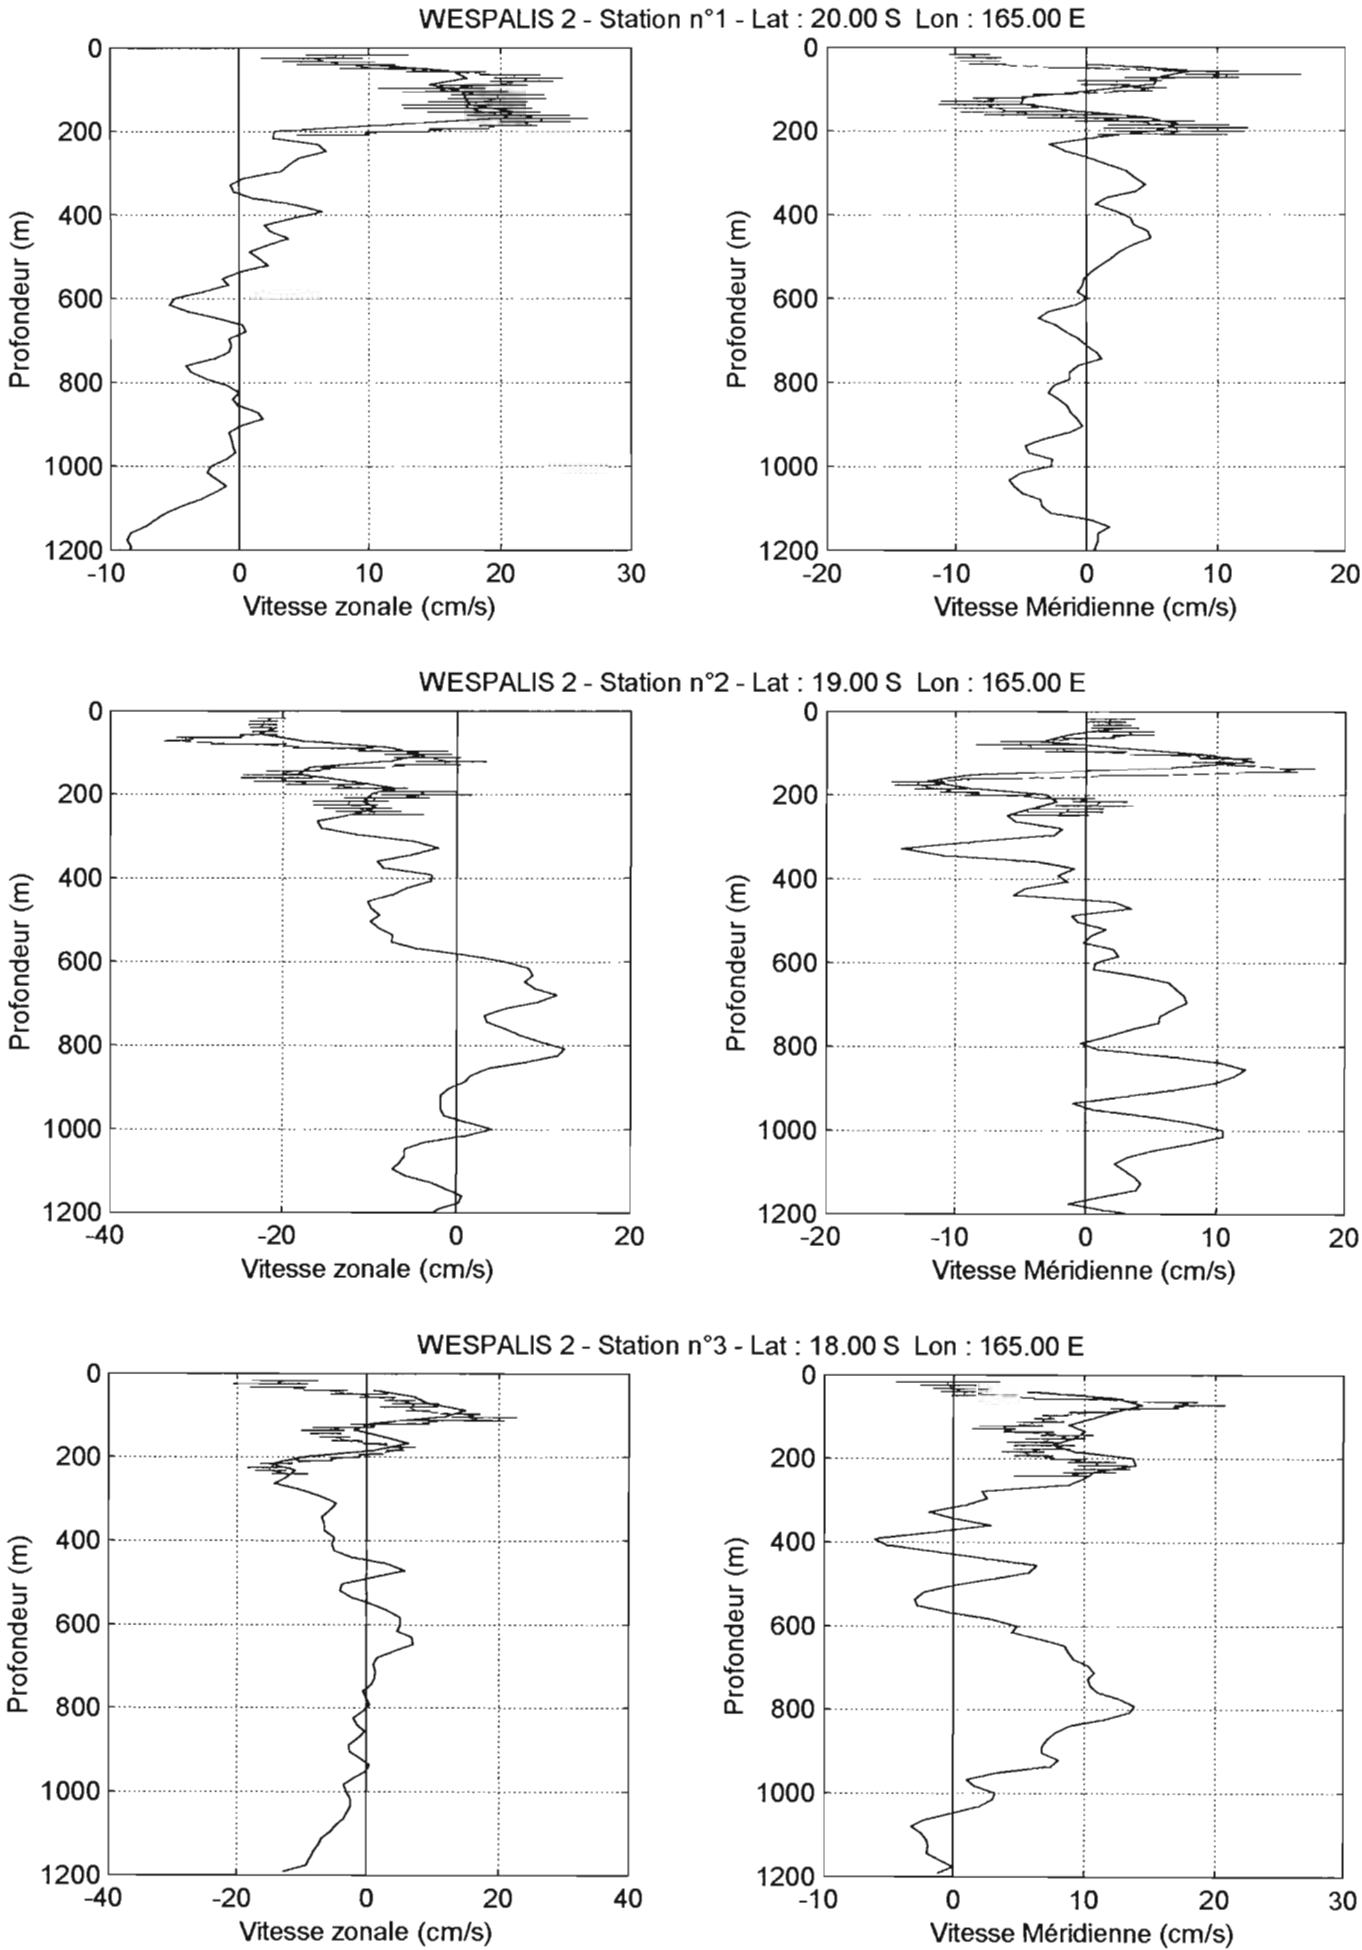 WESPALIS 2 - Station n°1 - Lat : 20.00 S Lon : 165.00 E
0
200
400
600
800
1000
1200
Profondeur (m)
-10 0 10 20 30
Vitesse zonale (cm/s)
0
200
400
600
800
1000
1200
Profondeur (m)
-20 -10 0 10 20
Vitesse Méridienne (cm/s)
WESPALIS 2 - Station n°2 - Lat : 19.00 S Lon : 165.00 E
0
200
400
600
800
1000
1200
Profondeur (m)
-40 -20 0 20
Vitesse zonale (cm/s)
0
200
400
600
800
1000
1200
Profondeur (m)
-20 -10 0 10 20
Vitesse Méridienne (cm/s)
WESPALIS 2 - Station n°3 - Lat : 18.00 S Lon : 165.00 E
0
200
400
600
800
1000
1200
Profondeur (m)
-40 -20 0 20 40
Vitesse zonale (cm/s)
0
200
400
600
800
1000
1200
Profondeur (m)
-10 0 10 20 30
Vitesse Méridienne (cm/s)